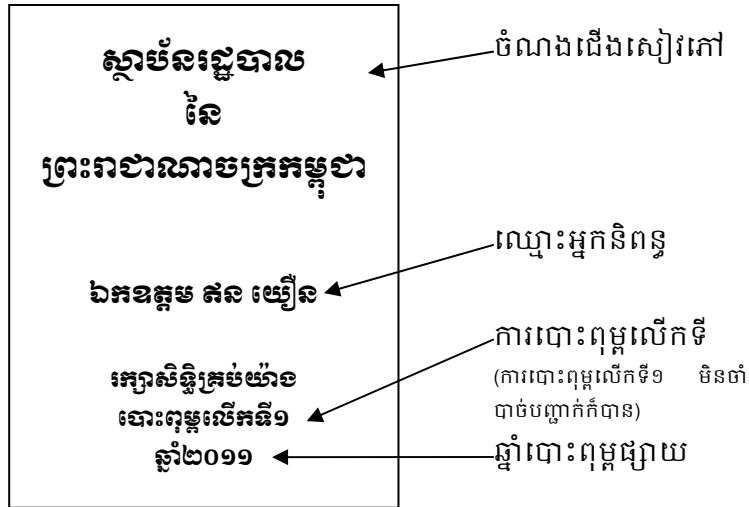 ស្ថាប័នរដ្ឋបាល
នៃ
ព្រះរាជាណាចក្រកម្ពុជា
ឯកឧត្តម ឥន យឿន
រក្សាសិទ្ធិគ្រប់យ៉ាង
បោះពុម្ពលើកទី១
ឆ្នាំ២០១១
ចំណងជើងសៀវភៅ
ឈ្មោះអ្នកនិពន្ធ
ការបោះពុម្ពលើកទី
(ការបោះពុម្ពលើកទី១ មិនចាំ
បាច់បញ្ជាក់ក៏បាន)
ឆ្នាំបោះពុម្ពផ្សាយ